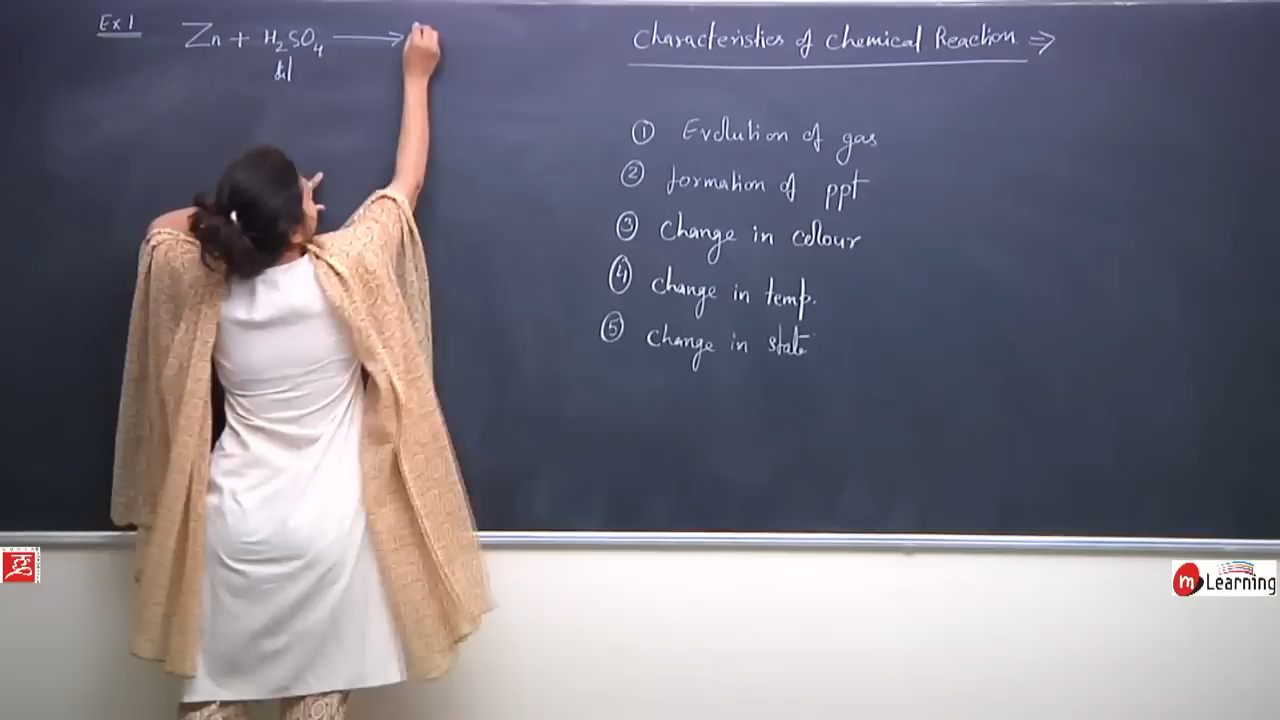 Ex 1
Zn + H₂SO₄ ⟶
dil
Characteristics of Chemical Reaction ⇒
① Evolution of gas
② formation of ppt
③ change in colour
④ change in temp.
⑤ change in state
m Learning